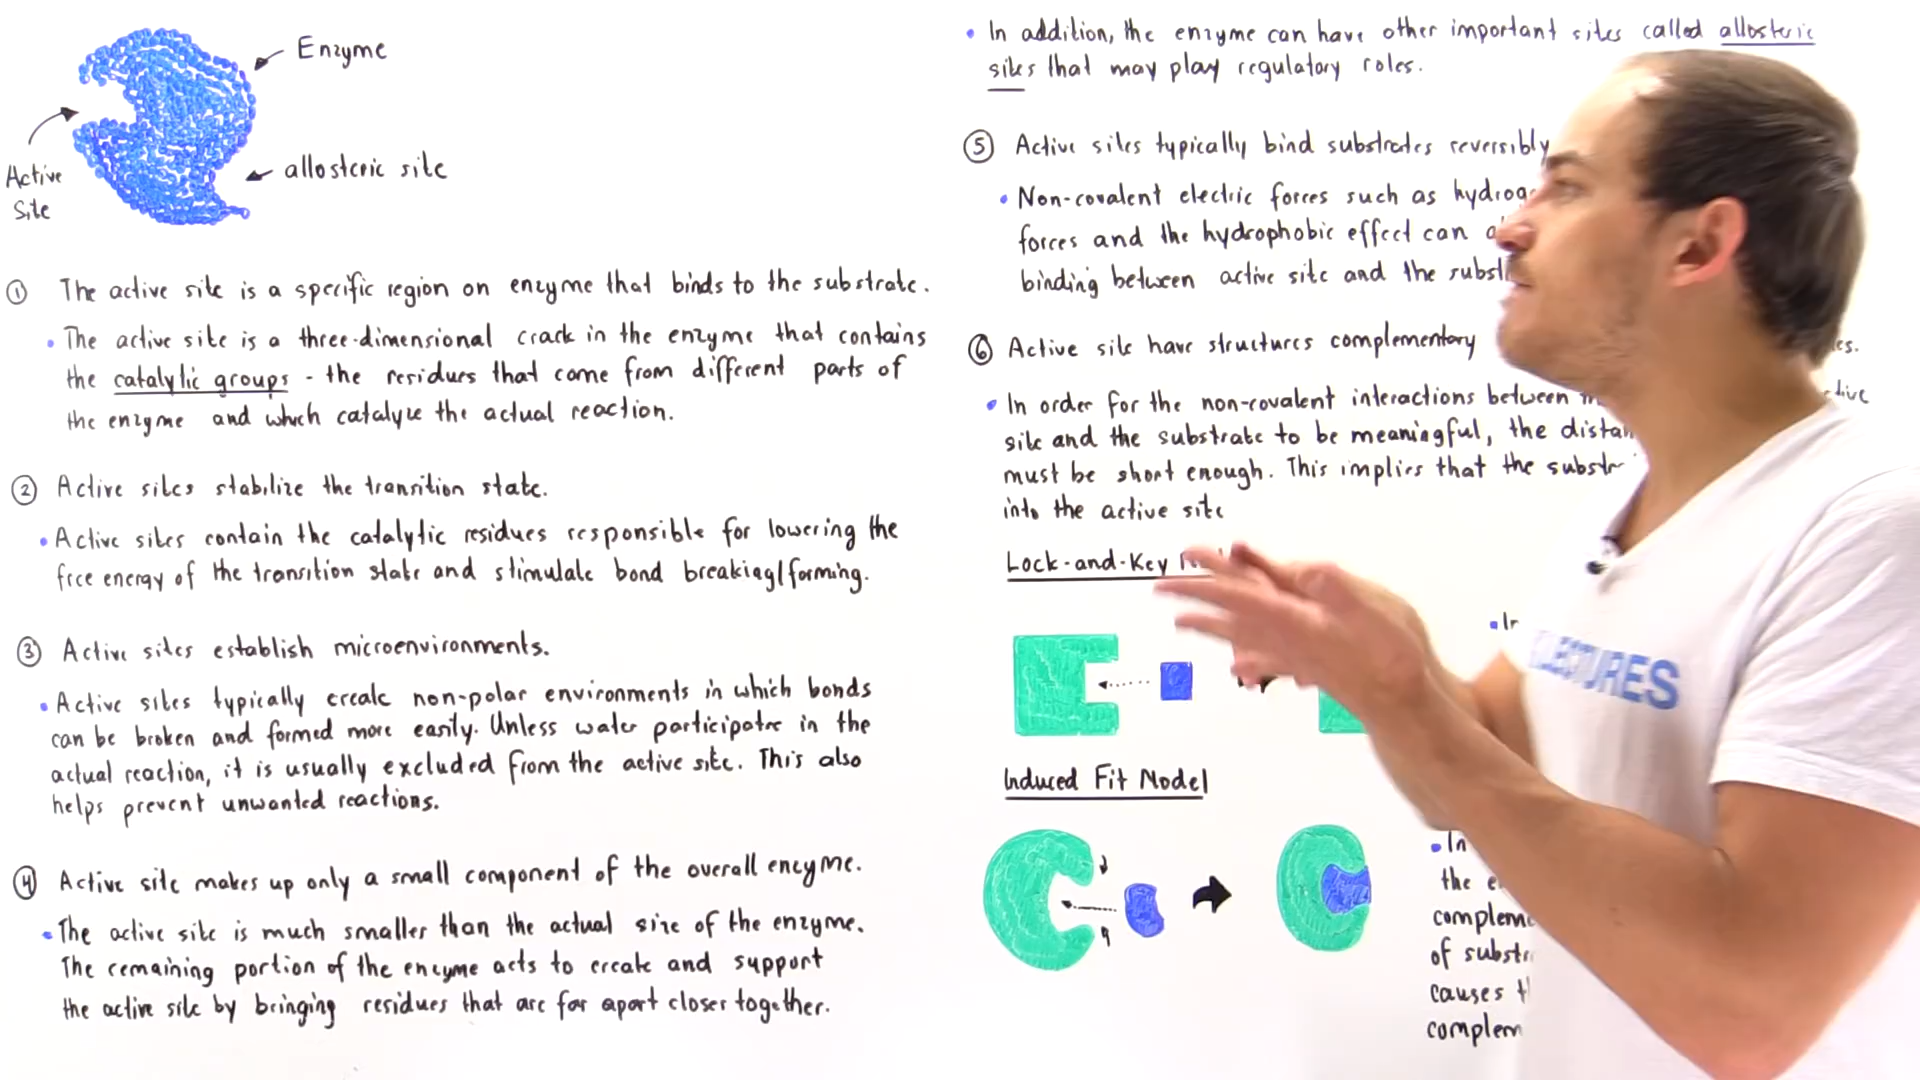 Enzyme
Active
Site
allosteric site
① The active site is a specific region on enzyme that binds to the substrate.
• The active site is a three-dimensional crack in the enzyme that contains
the catalytic groups - the residues that come from different parts of
the enzyme and which catalyze the actual reaction.
② Active sites stabilize the transition state.
• Active sites contain the catalytic residues responsible for lowering the
free energy of the transition state and stimulate bond breaking/forming.
③ Active sites establish microenvironments.
• Active sites typically create non-polar environments in which bonds
can be broken and formed more easily. Unless water participates in the
actual reaction, it is usually excluded from the active site. This also
helps prevent unwanted reactions.
④ Active site makes up only a small component of the overall enzyme.
• The active site is much smaller than the actual size of the enzyme.
The remaining portion of the enzyme acts to create and support
the active site by bringing residues that are far apart closer together.
• In addition, the enzyme can have other important sites called allosteric
sites that may play regulatory roles.
⑤ Active sites typically bind substrates reversibly
• Non-covalent electric forces such as
forces and the hydrophobic effect can
binding between active site and the
⑥ Active site have structures complementary
• In order for the non-covalent interactions between
site and the substrate to be meaningful, the
must be short enough. This implies that the
into the active site
Lock-and-Key
Induced Fit Model
• In
the
of
causes
LECTURES